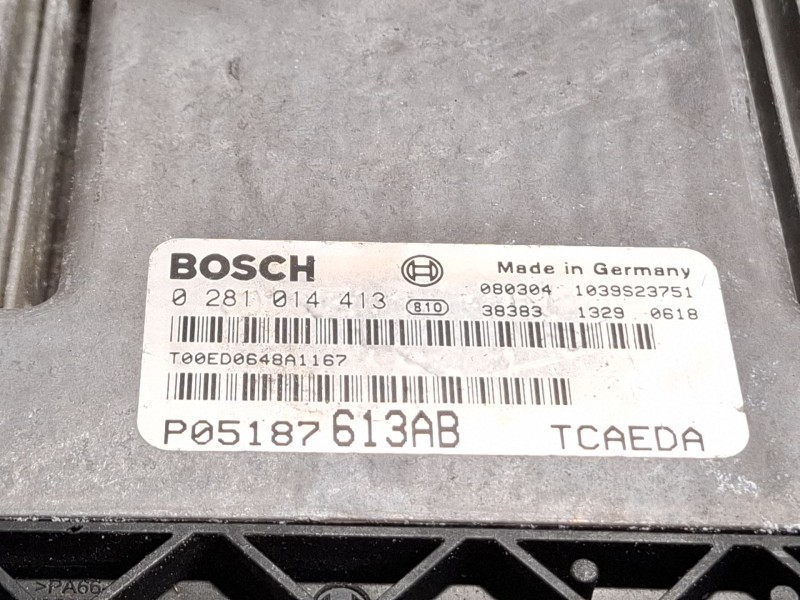 BOSCH Made in Germany
080304 1039S23751
0 281 014 413 810 38383 1329 0618
T00ED0648A1167
P05187613AB TCAEDA
>PA66